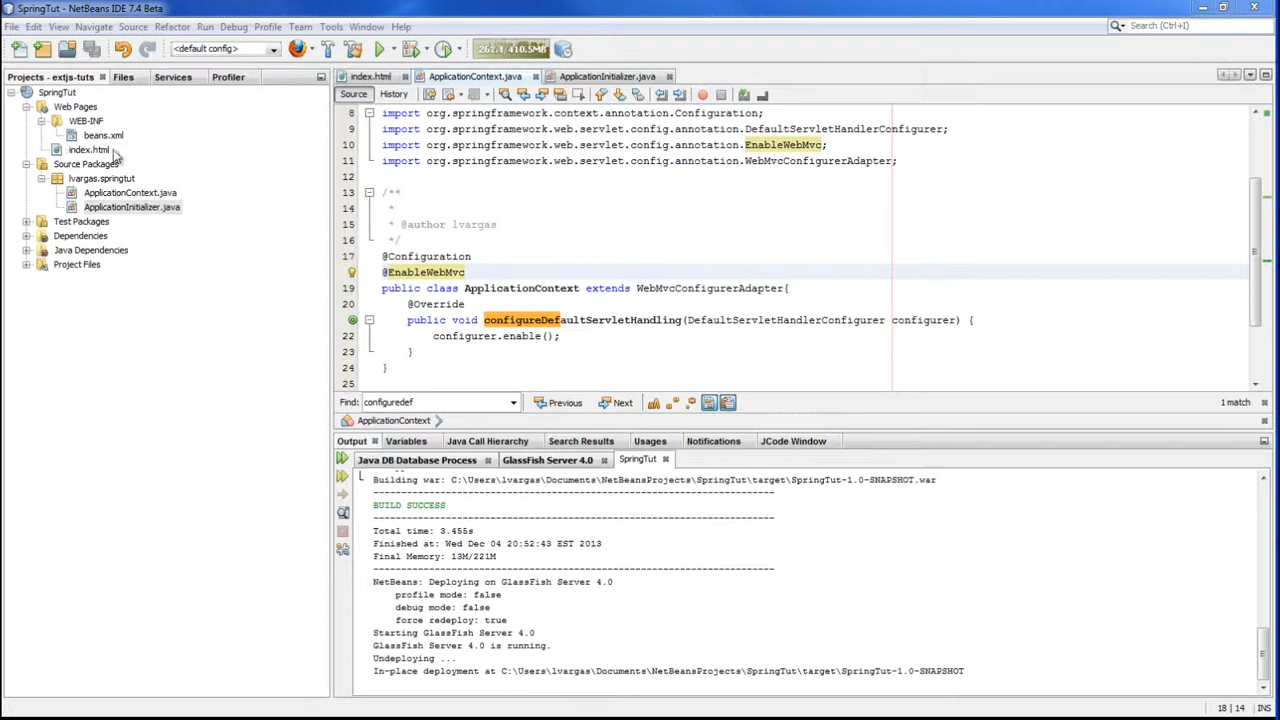 SpringTut - NetBeans IDE 7.4 Beta
File Edit View Navigate Source Refactor Run Debug Profile Team Tools Window Help
Search (Ctrl+I)
<default config>
262.1/410.5MB
Projects - extjs-tuts Files Services Profiler
index.html ApplicationContext.java ApplicationInitializer.java
Source History
SpringTut
Web Pages
WEB-INF
beans.xml
index.html
Source Packages
lvargas.springtut
ApplicationContext.java
ApplicationInitializer.java
Test Packages
Dependencies
Java Dependencies
Project Files
8 import org.springframework.context.annotation.Configuration;
9 import org.springframework.web.servlet.config.annotation.DefaultServletHandlerConfigurer;
10 import org.springframework.web.servlet.config.annotation.EnableWebMvc;
11 import org.springframework.web.servlet.config.annotation.WebMvcConfigurerAdapter;
12
13 /**
14 *
15 * @author lvargas
16 */
17 @Configuration
@EnableWebMvc
19 public class ApplicationContext extends WebMvcConfigurerAdapter{
20 @Override
public void configureDefaultServletHandling(DefaultServletHandlerConfigurer configurer) {
22 configurer.enable();
23 }
24 }
25
Find: configuredef Previous Next 1 match
ApplicationContext
Output Variables Java Call Hierarchy Search Results Usages Notifications JCode Window
Java DB Database Process GlassFish Server 4.0 SpringTut
Building war: C:\Users\lvargas\Documents\NetBeansProjects\SpringTut\target\SpringTut-1.0-SNAPSHOT.war
------------------------------------------------------------------------
BUILD SUCCESS
------------------------------------------------------------------------
Total time: 3.455s
Finished at: Wed Dec 04 20:52:43 EST 2013
Final Memory: 13M/221M
------------------------------------------------------------------------
NetBeans: Deploying on GlassFish Server 4.0
profile mode: false
debug mode: false
force redeploy: true
Starting GlassFish Server 4.0
GlassFish Server 4.0 is running.
Undeploying ...
In-place deployment at C:\Users\lvargas\Documents\NetBeansProjects\SpringTut\target\SpringTut-1.0-SNAPSHOT
18 | 14 INS